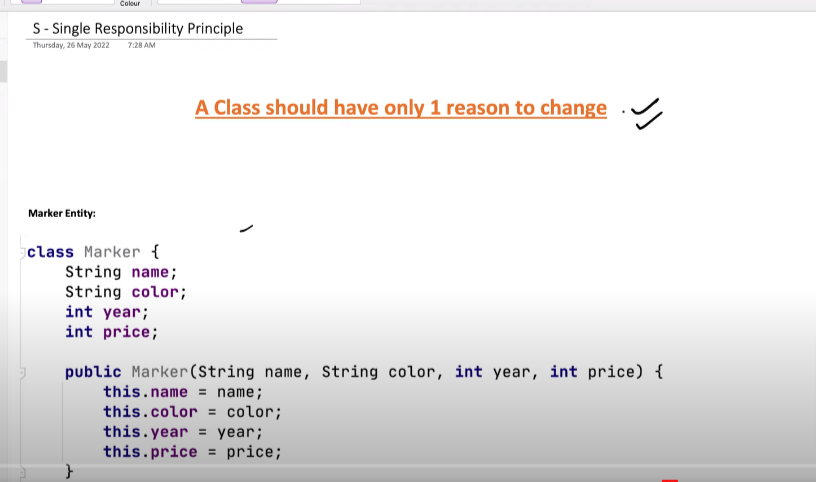 Colour
S - Single Responsibility Principle
Thursday, 26 May 2022 7:28 AM
A Class should have only 1 reason to change
Marker Entity:
class Marker {
String name;
String color;
int year;
int price;
public Marker(String name, String color, int year, int price) {
this.name = name;
this.color = color;
this.year = year;
this.price = price;
}